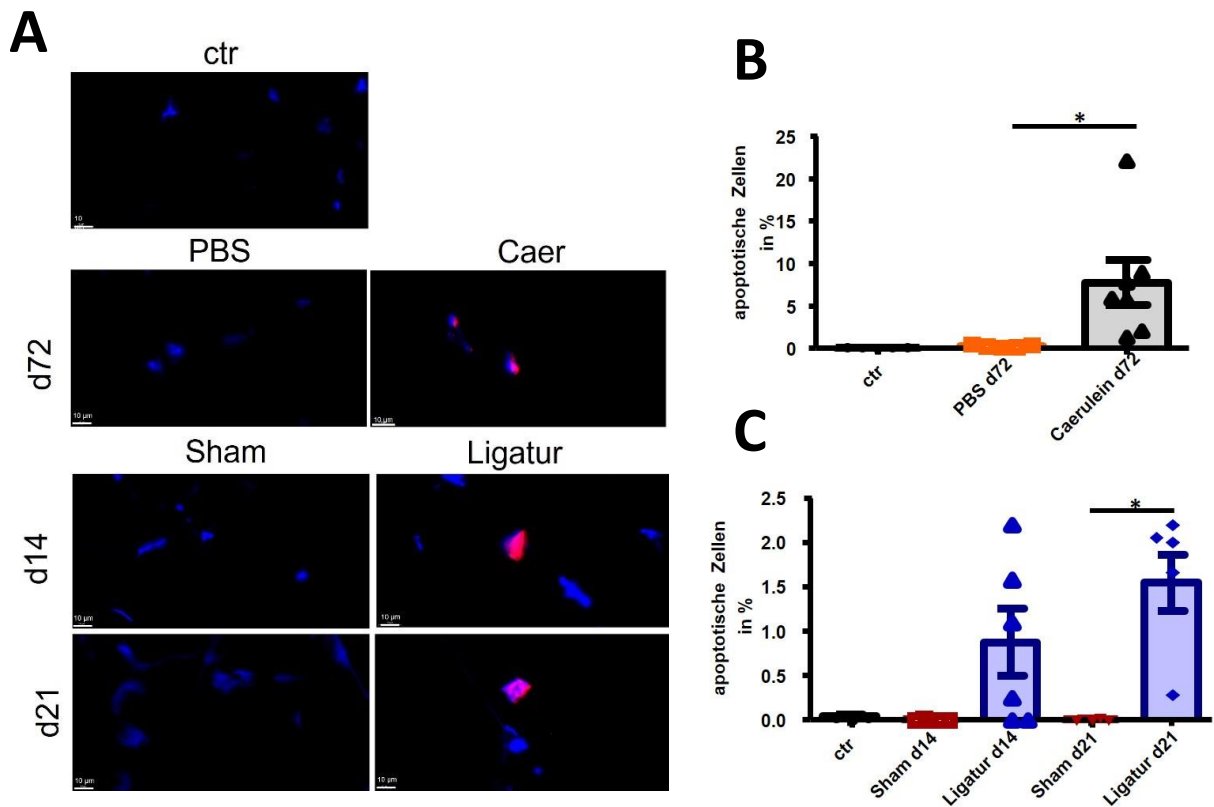 A
ctr
10
PBS
Caer
d72
10 µm
10 µm
Sham
Ligatur
d14
10 µm
10 µm
d21
10 µm
10 µm
B
*
apoptotische Zellen
in %
25
20
15
10
5
0
ctr
PBS d72
Caerulein d72
C
*
apoptotische Zellen
in %
2.5
2.0
1.5
1.0
0.5
0.0
ctr
Sham d14
Ligatur d14
Sham d21
Ligatur d21